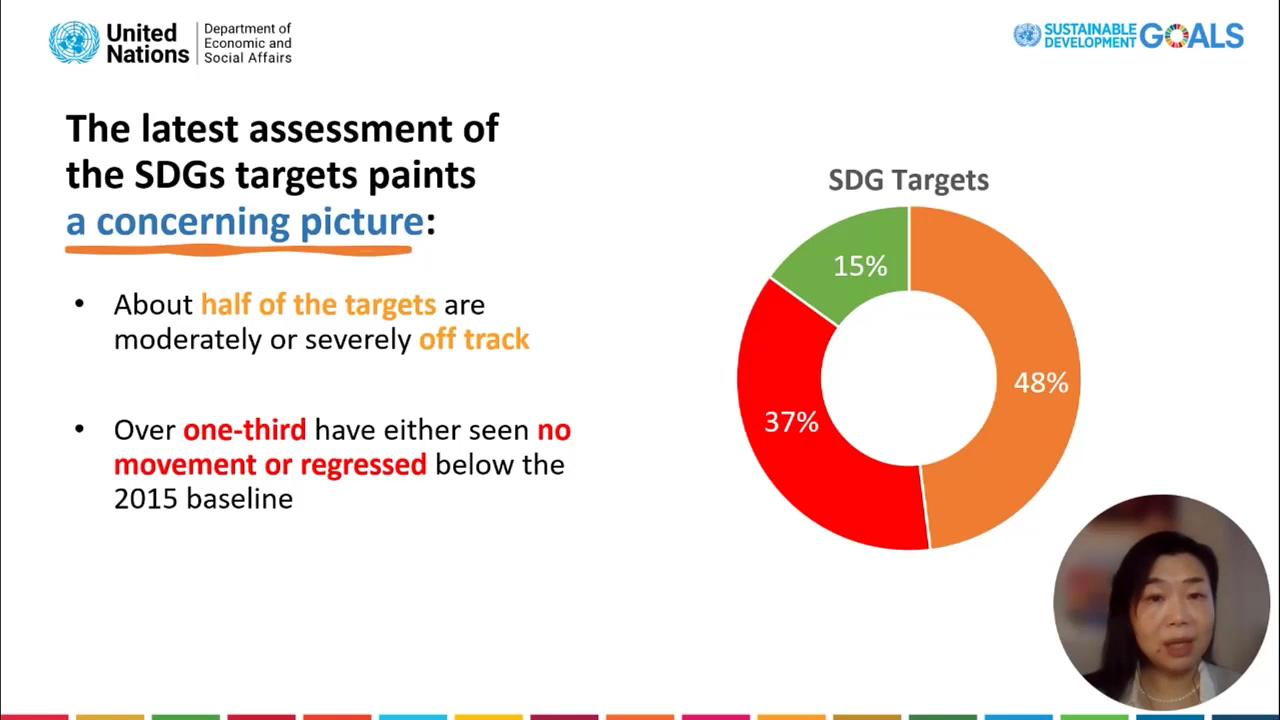 United
Nations
Department of
Economic and
Social Affairs
SUSTAINABLE
DEVELOPMENT
GOALS
The latest assessment of
the SDGs targets paints
a concerning picture:
• About half of the targets are
moderately or severely off track
• Over one-third have either seen no
movement or regressed below the
2015 baseline
SDG Targets
15%
48%
37%